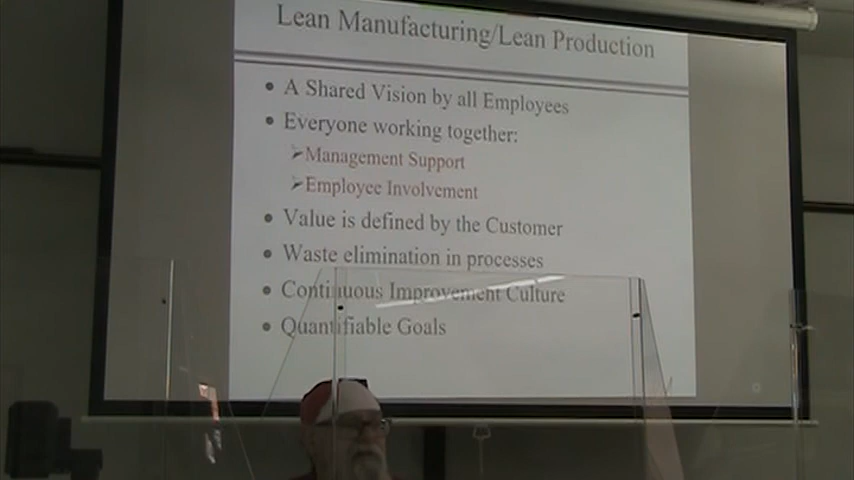 Lean Manufacturing/Lean Production
• A Shared Vision by all Employees
• Everyone working together:
➢Management Support
➢Employee Involvement
• Value is defined by the Customer
• Waste elimination in processes
• Continuous Improvement Culture
• Quantifiable Goals